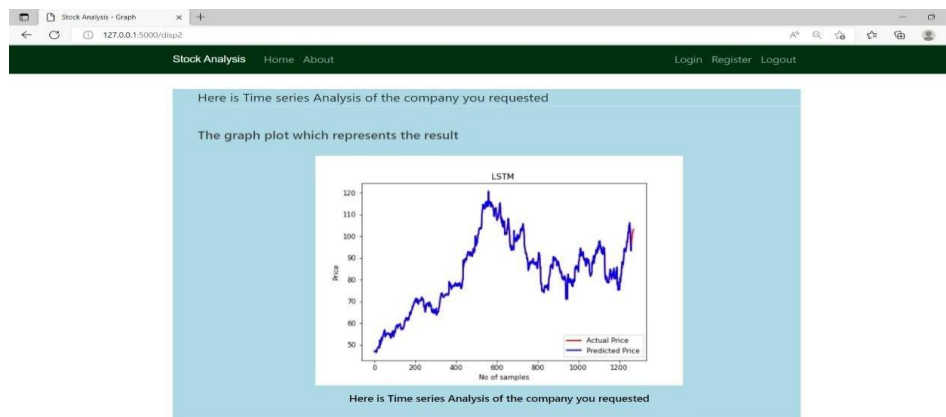 Stock Analysis - Graph
127.0.0.1:5000/disp2
Stock Analysis Home About Login Register Logout
Here is Time series Analysis of the company you requested
The graph plot which represents the result
LSTM
120
110
100
90
80
70
60
50
Price
0 200 400 600 800 1000 1200
No of samples
Actual Price
Predicted Price
Here is Time series Analysis of the company you requested